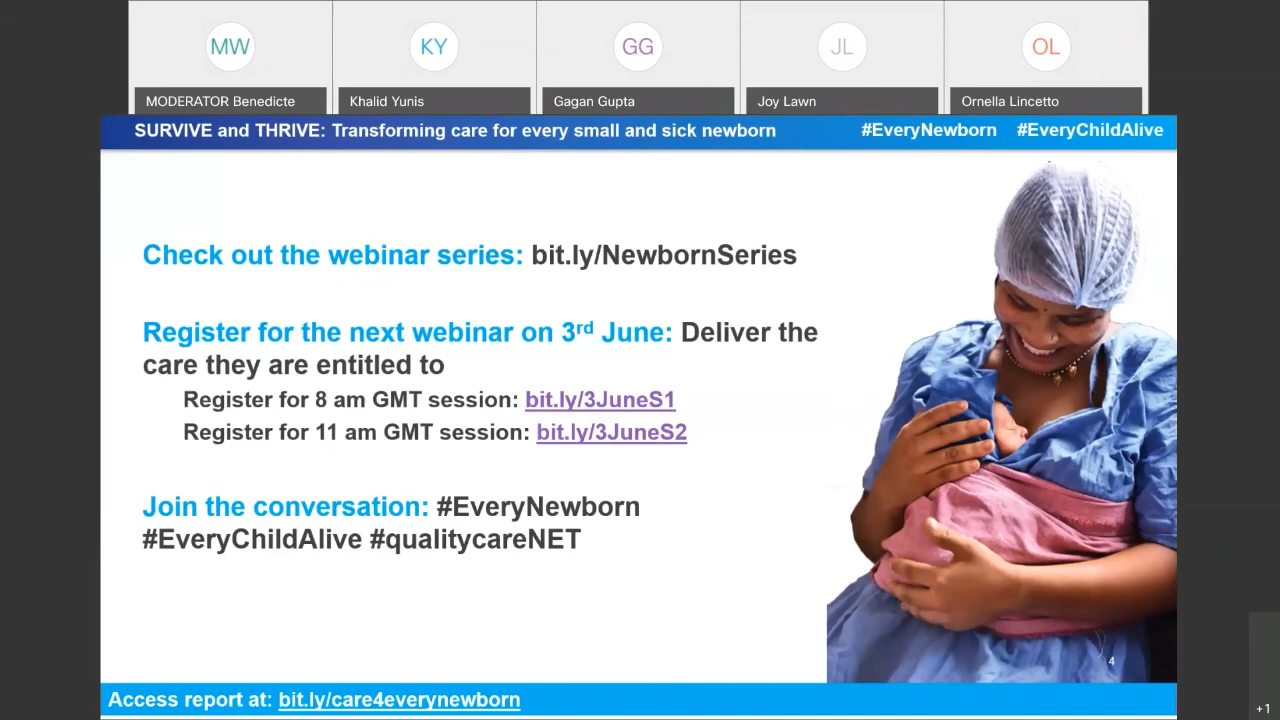 MW
KY
GG
JL
OL
MODERATOR Benedicte
Khalid Yunis
Gagan Gupta
Joy Lawn
Ornella Lincetto
SURVIVE and THRIVE: Transforming care for every small and sick newborn
#EveryNewborn #EveryChildAlive
Check out the webinar series: bit.ly/NewbornSeries
Register for the next webinar on 3rd June: Deliver the
care they are entitled to
Register for 8 am GMT session: bit.ly/3JuneS1
Register for 11 am GMT session: bit.ly/3JuneS2
Join the conversation: #EveryNewborn
#EveryChildAlive #qualitycareNET
4
Access report at: bit.ly/care4everynewborn
+1